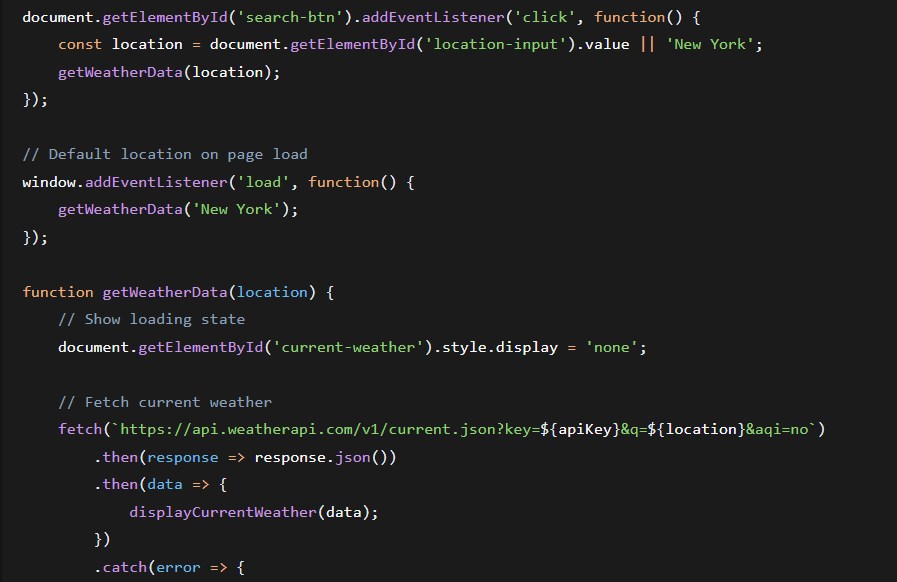 document.getElementById('search-btn').addEventListener('click', function() {
    const location = document.getElementById('location-input').value || 'New York';
    getWeatherData(location);
});

// Default location on page load
window.addEventListener('load', function() {
    getWeatherData('New York');
});

function getWeatherData(location) {
    // Show loading state
    document.getElementById('current-weather').style.display = 'none';

    // Fetch current weather
    fetch(`https://api.weatherapi.com/v1/current.json?key=${apiKey}&q=${location}&aqi=no`)
        .then(response => response.json())
        .then(data => {
            displayCurrentWeather(data);
        })
        .catch(error => {